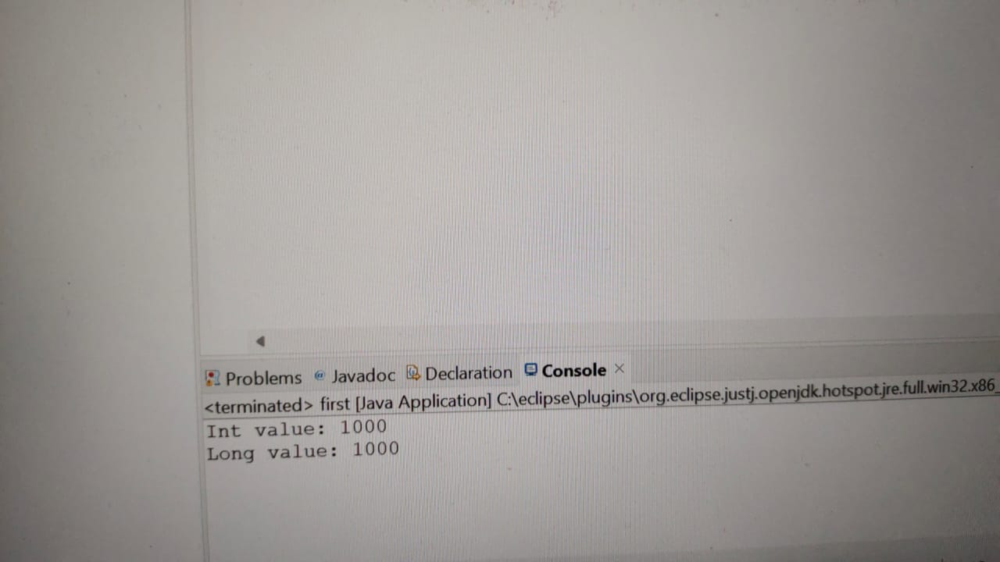 Problems @ Javadoc Declaration Console
<terminated> first [Java Application] C:\eclipse\plugins\org.eclipse.justj.openjdk.hotspot.jre.full.win32.x86_
Int value: 1000
Long value: 1000